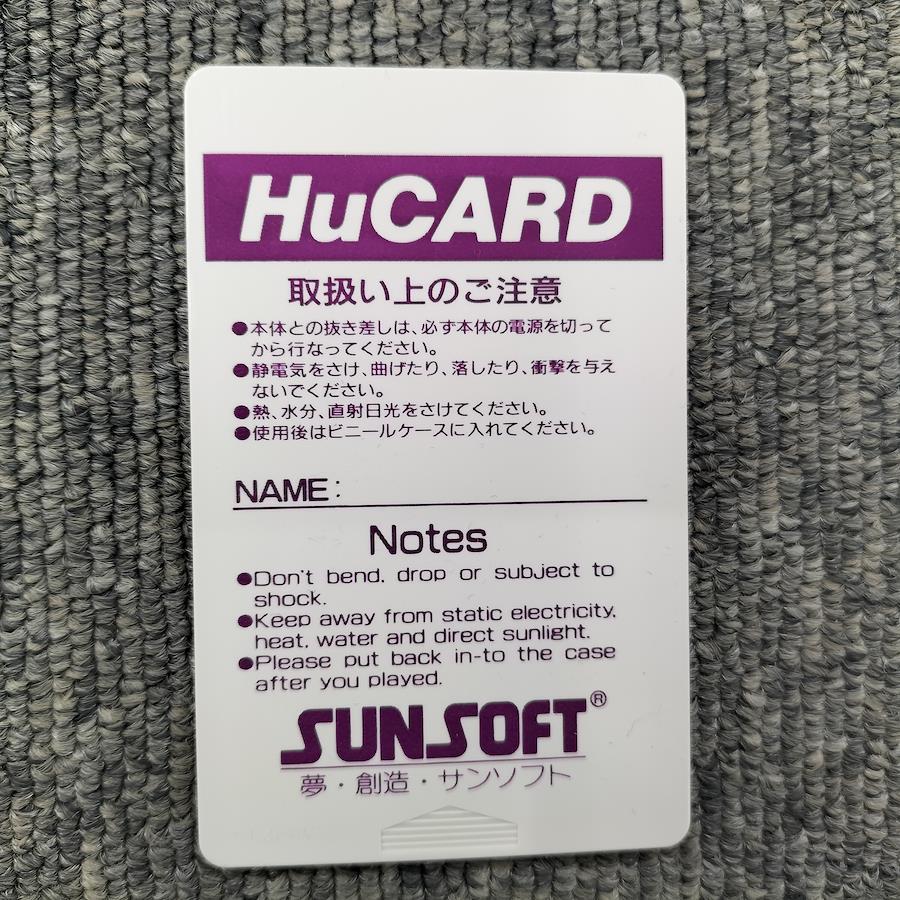 HuCARD
取扱い上のご注意
●本体との抜き差しは、必ず本体の電源を切って
から行なってください。
●静電気をさけ、曲げたり、落したり、衝撃を与え
ないでください。
●熱、水分、直射日光をさけてください。
●使用後はビニールケースに入れてください。
NAME:
Notes
●Don't bend. drop or subject to
shock.
●Keep away from static electricity.
heat. water and direct sunlight.
●Please put back in-to the case
after you played.
SUNSOFT®
夢・創造・サンソフト